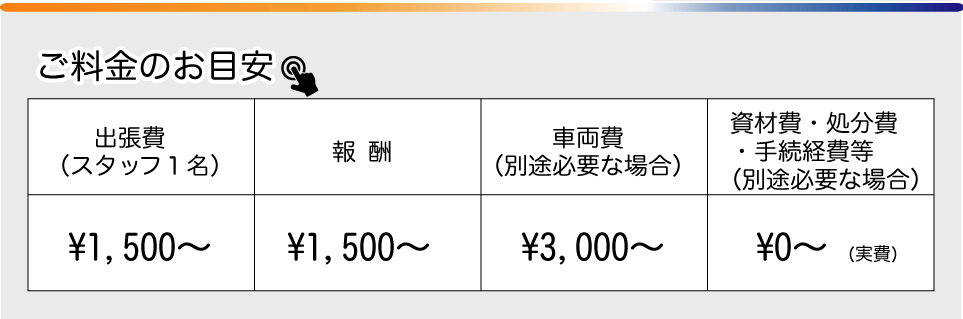 ご料金のお目安
出張費
（スタッフ１名）
報 酬
車両費
（別途必要な場合）
資材費・処分費
・手続経費等
（別途必要な場合）
¥1,500～
¥1,500～
¥3,000～
¥0～ （実費）